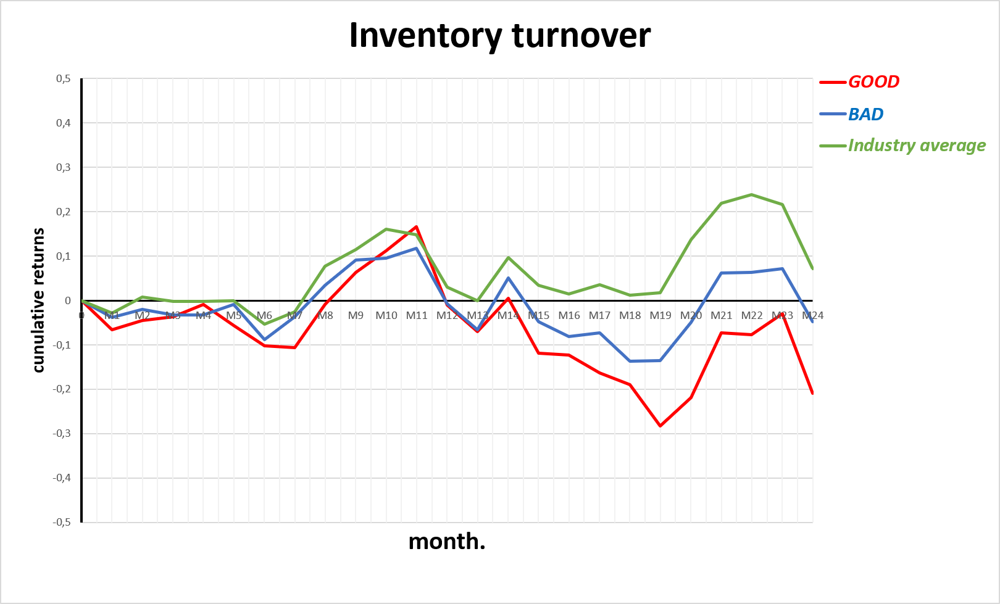 Inventory turnover
GOOD
BAD
Industry average
0,5
0,4
0,3
0,2
0,1
0
-0,1
-0,2
-0,3
-0,4
-0,5
cunulative returns
0 M1 M2 M3 M4 M5 M6 M7 M8 M9 M10 M11 M12 M13 M14 M15 M16 M17 M18 M19 M20 M21 M22 M23 M24
month.